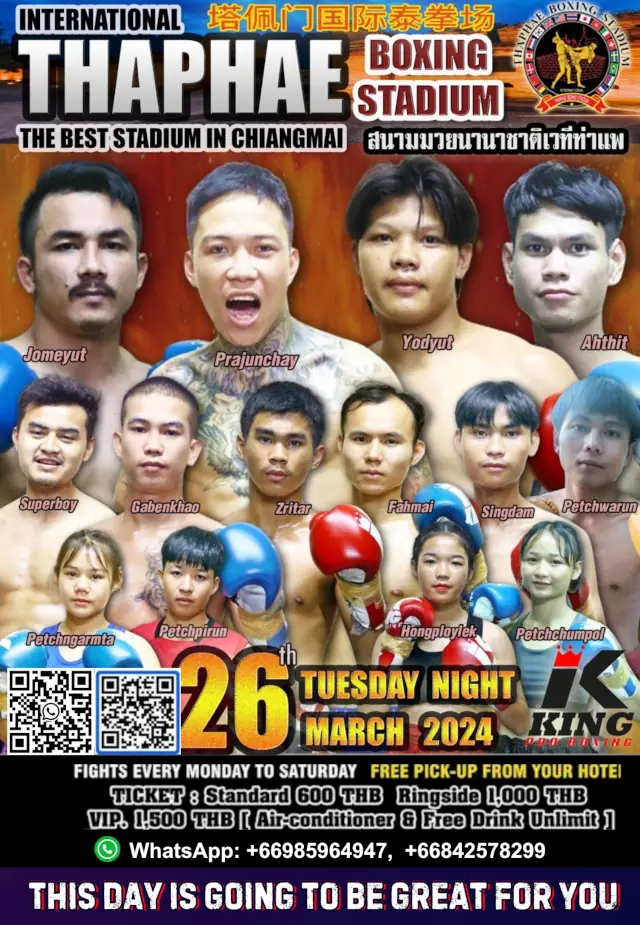 INTERNATIONAL
塔佩门国际泰拳场
THAPHAE
BOXING
STADIUM
THAPHAE BOXING STADIUM
INTERNATIONAL
THE BEST STADIUM IN CHIANGMAI
สนามมวยนานาชาติเวทีท่าแพ
Jomeyut
Prajunchay
Yodyut
Ahthit
Superboy
Gabenkhao
Zritar
Fahmai
Singdam
Petchwarun
Petchngarmta
Petchpirun
Hongploylek
Petchchumpol
26th
TUESDAY NIGHT
MARCH 2024
K
KING
PRO BOXING
FIGHTS EVERY MONDAY TO SATURDAY FREE PICK-UP FROM YOUR HOTEI
TICKET : Standard 600 THB Ringside 1,000 THB
VIP. 1,500 THB [ Air-conditioner & Free Drink Unlimit ]
WhatsApp: +66985964947, +66842578299
THIS DAY IS GOING TO BE GREAT FOR YOU